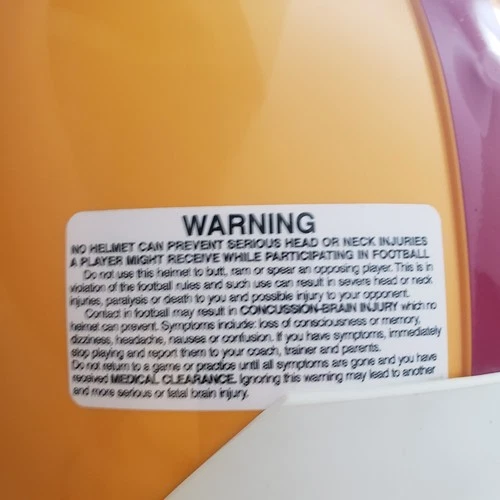 WARNING
NO HELMET CAN PREVENT SERIOUS HEAD OR NECK INJURIES
A PLAYER MIGHT RECEIVE WHILE PARTICIPATING IN FOOTBALL
Do not use this helmet to butt, ram or spear an opposing player. This is in
violation of the football rules and such use can result in severe head or neck
injuries, paralysis or death to you and possible injury to your opponent.
Contact in football may result in CONCUSSION-BRAIN INJURY which no
helmet can prevent. Symptoms include: loss of consciousness or memory,
dizziness, headache, nausea or confusion. If you have symptoms, immediately
stop playing and report them to your coach, trainer and parents.
Do not return to a game or practice until all symptoms are gone and you have
received MEDICAL CLEARANCE. Ignoring this warning may lead to another
and more serious or fatal brain injury.